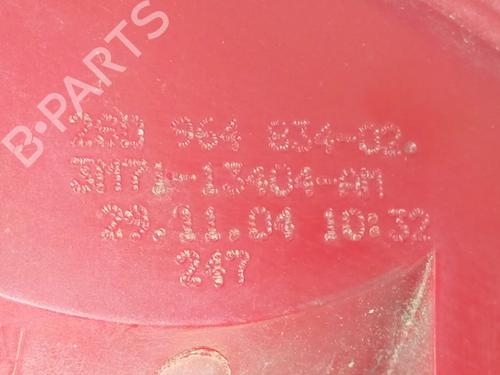 B-PARTS
2SD 964 834-02.
3M71-13404-AM
29.11.04 10:32
247